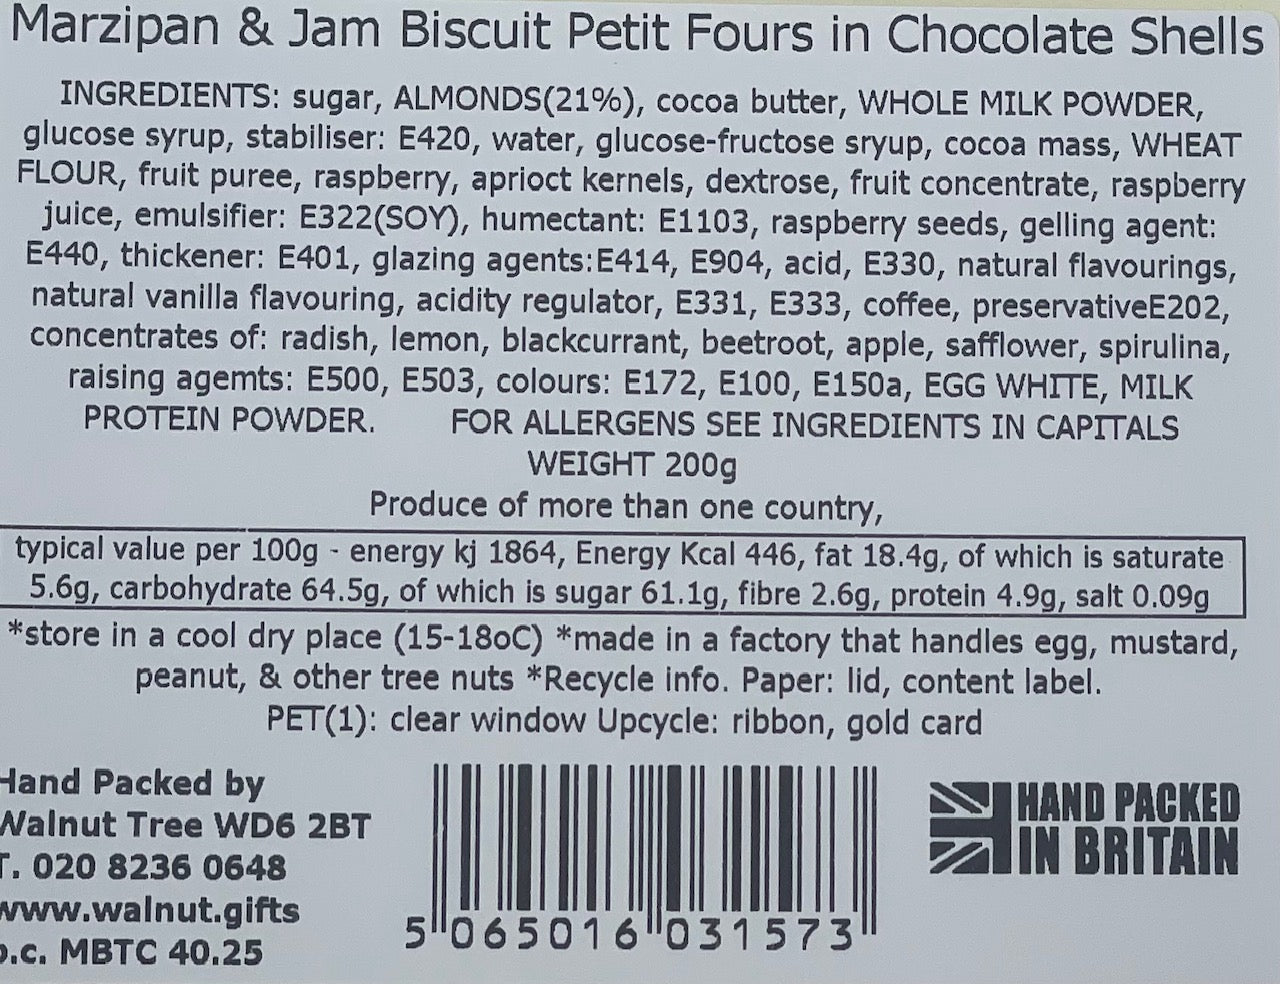 Marzipan & Jam Biscuit Petit Fours in Chocolate Shells
INGREDIENTS: sugar, ALMONDS(21%), cocoa butter, WHOLE MILK POWDER,
glucose syrup, stabiliser: E420, water, glucose-fructose sryup, cocoa mass, WHEAT
FLOUR, fruit puree, raspberry, aprioct kernels, dextrose, fruit concentrate, raspberry
juice, emulsifier: E322(SOY), humectant: E1103, raspberry seeds, gelling agent:
E440, thickener: E401, glazing agents:E414, E904, acid, E330, natural flavourings,
natural vanilla flavouring, acidity regulator, E331, E333, coffee, preservativeE202,
concentrates of: radish, lemon, blackcurrant, beetroot, apple, safflower, spirulina,
raising agemts: E500, E503, colours: E172, E100, E150a, EGG WHITE, MILK
PROTEIN POWDER. FOR ALLERGENS SEE INGREDIENTS IN CAPITALS
WEIGHT 200g
Produce of more than one country,
typical value per 100g - energy kj 1864, Energy Kcal 446, fat 18.4g, of which is saturate
5.6g, carbohydrate 64.5g, of which is sugar 61.1g, fibre 2.6g, protein 4.9g, salt 0.09g
*store in a cool dry place (15-18oC) *made in a factory that handles egg, mustard,
peanut, & other tree nuts *Recycle info. Paper: lid, content label.
PET(1): clear window Upcycle: ribbon, gold card
Hand Packed by
Walnut Tree WD6 2BT
T. 020 8236 0648
www.walnut.gifts
p.c. MBTC 40.25
5 065016 031573
HAND PACKED
IN BRITAIN